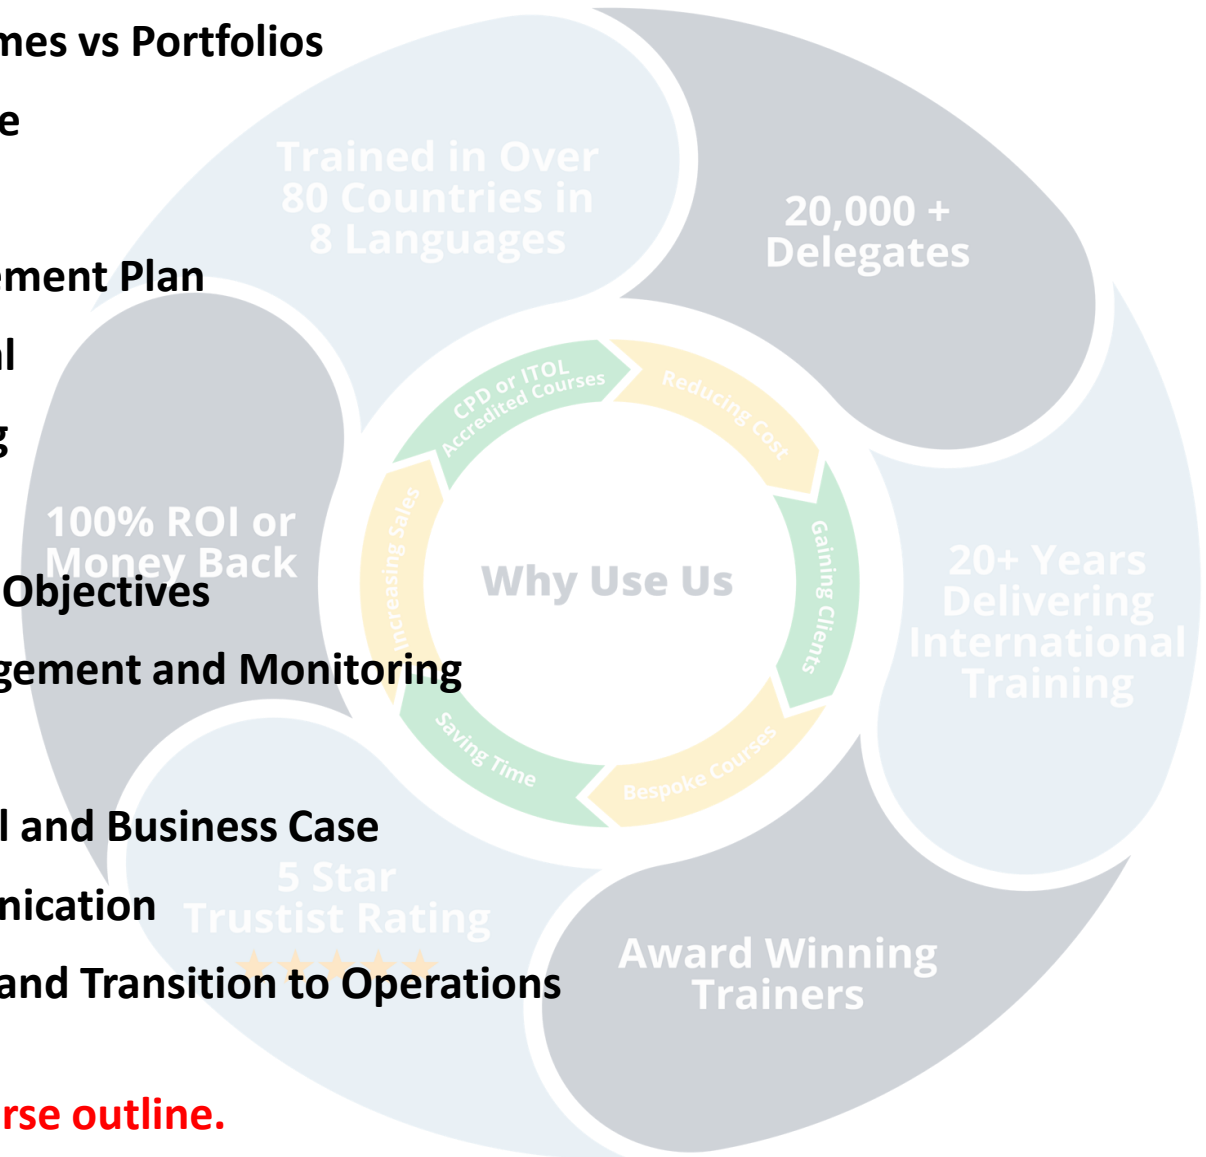 mes vs Portfolios
e
ement Plan
al
g
Objectives
gement and Monitoring
l and Business Case
nication
and Transition to Operations
rse outline.
Trained in Over
80 Countries in
8 Languages
20,000 +
Delegates
20+ Years
Delivering
International
Training
Award Winning
Trainers
5 Star
Trustist Rating
100% ROI or
Money Back
CPD or ITOL
Accredited Courses
Reducing Cost
Gaining Clients
Bespoke Courses
Saving Time
Increasing Sales
Why Use Us